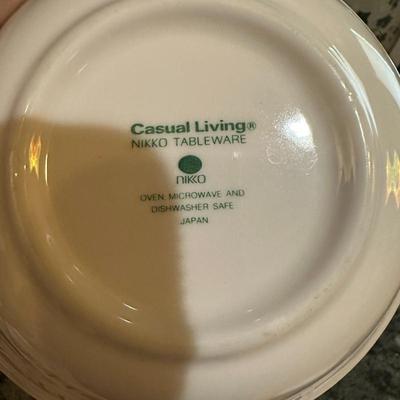 Casual Living®
NIKKO TABLEWARE
NIKKO
OVEN, MICROWAVE AND
DISHWASHER SAFE
JAPAN